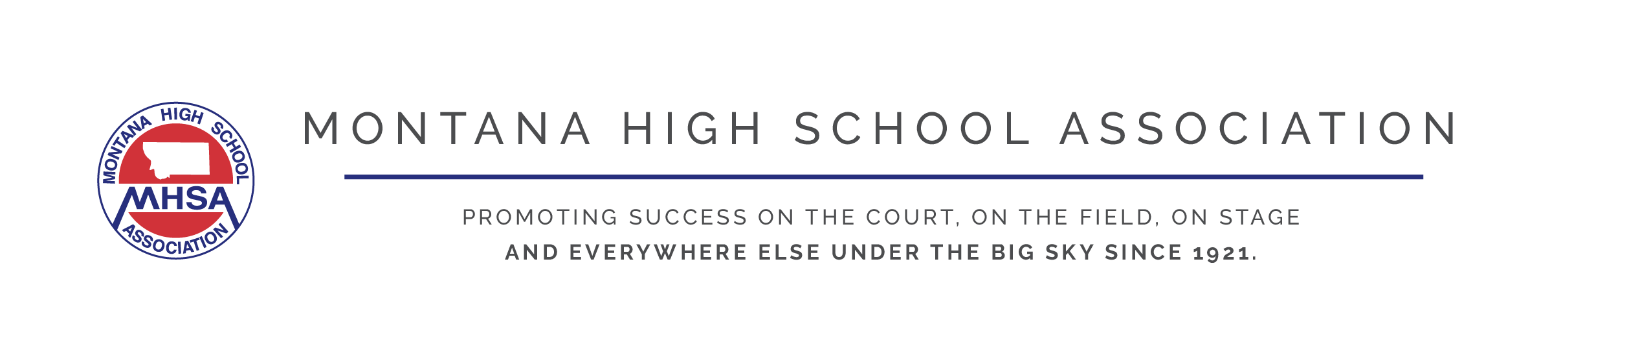 MONTANA HIGH SCHOOL
MHSA
ASSOCIATION
MONTANA HIGH SCHOOL ASSOCIATION
PROMOTING SUCCESS ON THE COURT, ON THE FIELD, ON STAGE
AND EVERYWHERE ELSE UNDER THE BIG SKY SINCE 1921.